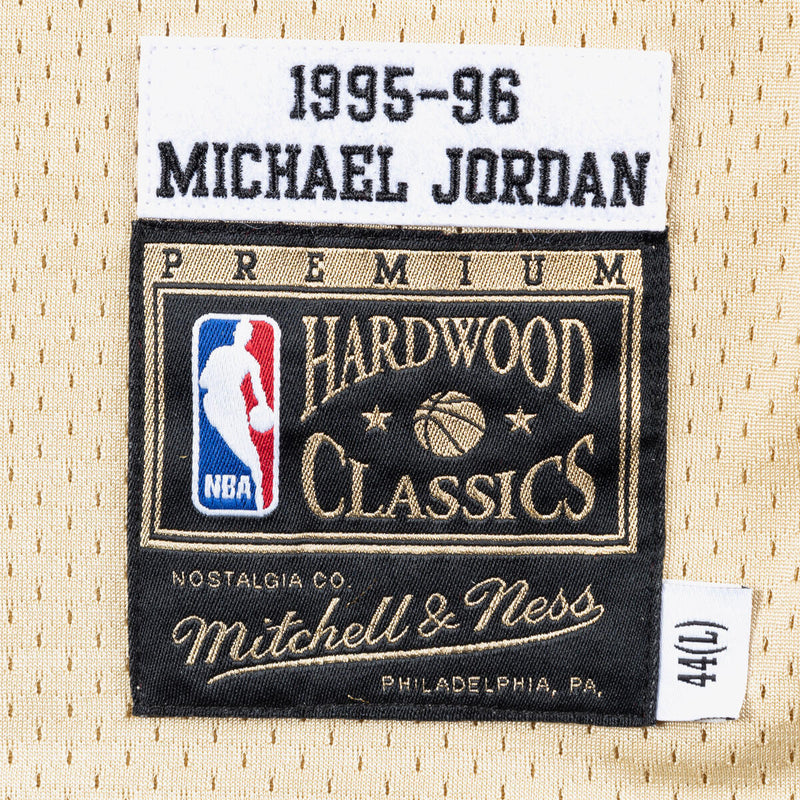 1995-96
MICHAEL JORDAN
PREMIUM
HARDWOOD
CLASSICS
NBA
NOSTALGIA CO.
Mitchell & Ness
PHILADELPHIA, PA.
44(L)